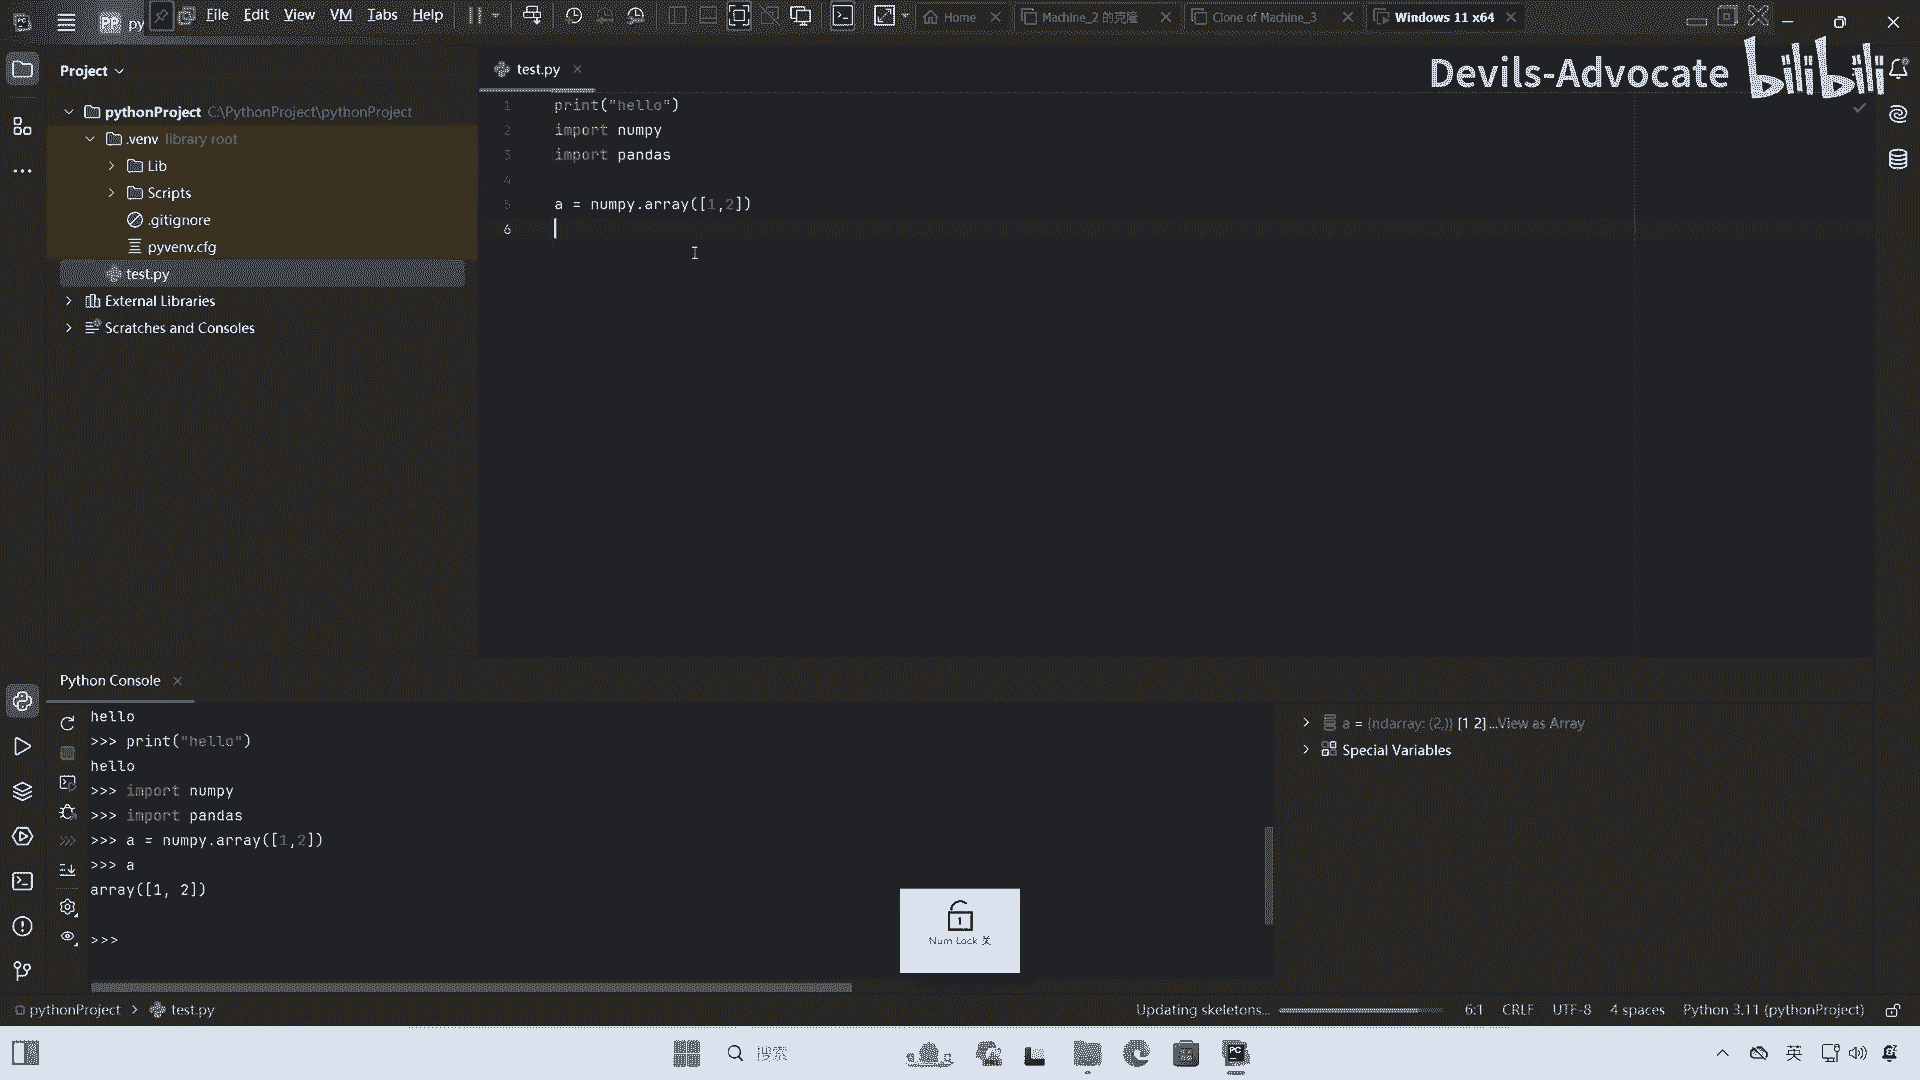 File Edit View VM Tabs Help
Home
Machine_2 的克隆
Clone of Machine_3
Windows 11 x64
PP py
Project
test.py
Devils-Advocate bilibili
pythonProject C:\PythonProject\pythonProject
.venv library root
Lib
Scripts
.gitignore
pyvenv.cfg
test.py
External Libraries
Scratches and Consoles
1 print("hello")
2 import numpy
3 import pandas
4
5 a = numpy.array([1,2])
6
Python Console
hello
>>> print("hello")
hello
>>> import numpy
>>> import pandas
>>> a = numpy.array([1,2])
>>> a
array([1, 2])
>>>
a = {ndarray: (2,)} [1 2] ...View as Array
Special Variables
Num Lock 关
pythonProject > test.py
Updating skeletons... 6:1 CRLF UTF-8 4 spaces Python 3.11 (pythonProject)
搜索
英